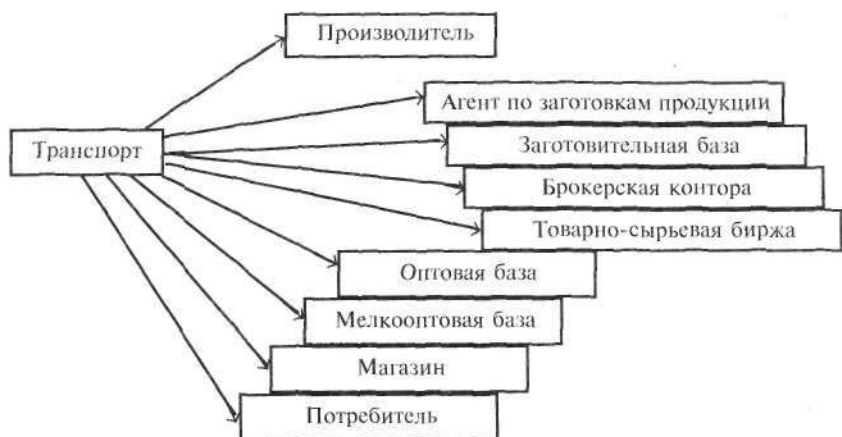 Производитель
Агент по заготовкам продукции
Транспорт
Заготовительная база
Брокерская контора
Товарно-сырьевая биржа
Оптовая база
Мелкооптовая база
Магазин
Потребитель